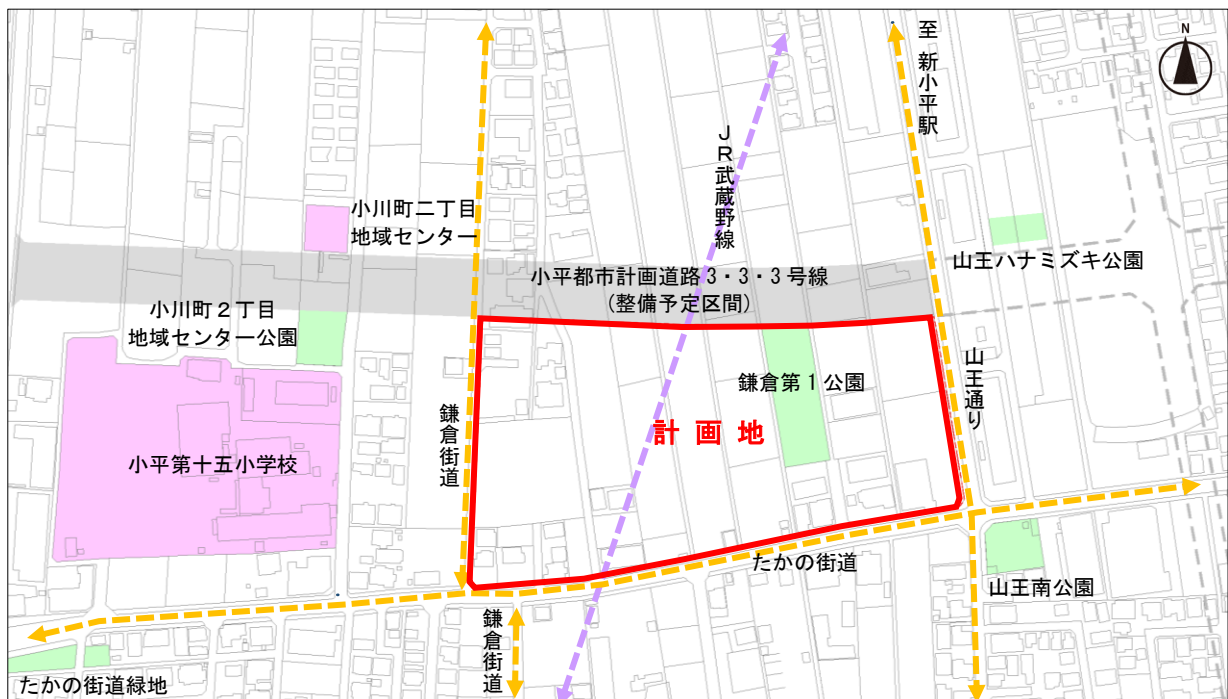 至 新小平駅
N
JR武蔵野線
小川町二丁目
地域センター
山王ハナミズキ公園
小平都市計画道路3・3・3号線
(整備予定区間)
小川町2丁目
地域センター公園
鎌倉第1公園
山王通り
鎌倉街道
計画地
小平第十五小学校
たかの街道
山王南公園
鎌倉街道
たかの街道緑地